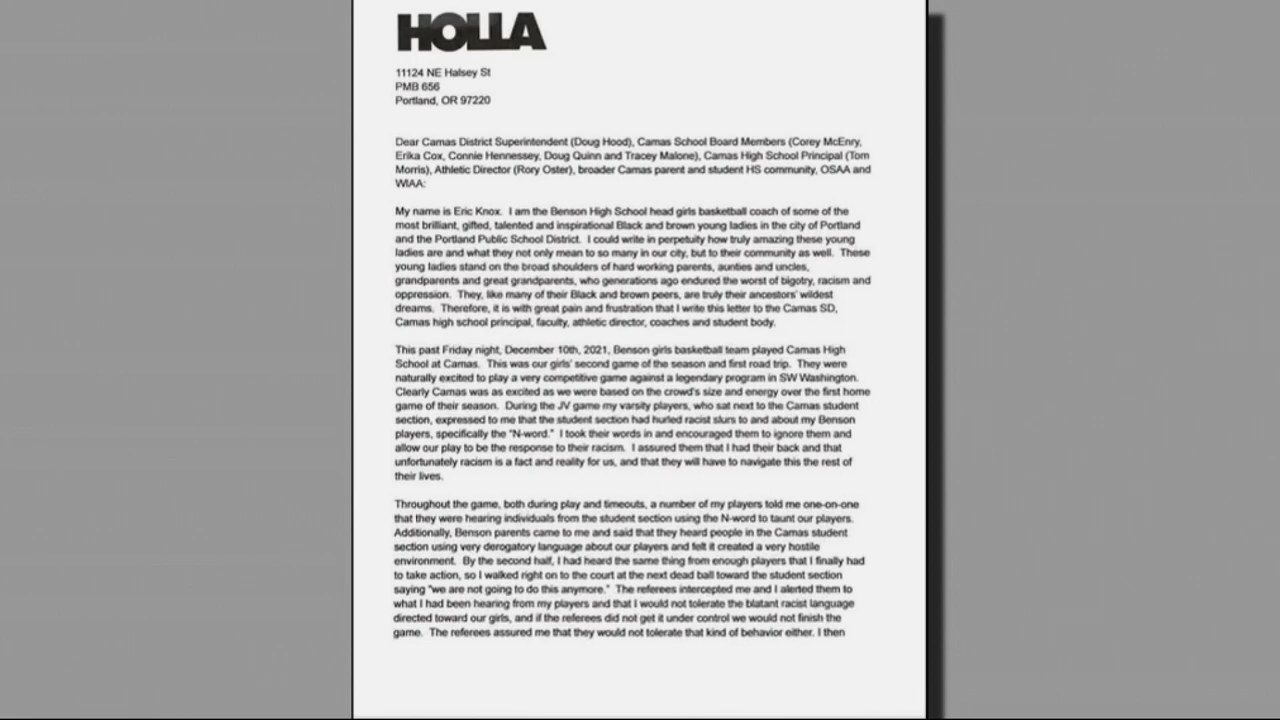 HOLLA
11124 NE Halsey St
PMB 656
Portland, OR 97220
Dear Camas District Superintendent (Doug Hood), Camas School Board Members (Corey McEnry,
Erika Cox, Connie Hennessey, Doug Quinn and Tracey Malone), Camas High School Principal (Tom
Morris), Athletic Director (Rory Oster), broader Camas parent and student HS community, OSAA and
WIAA:
My name is Eric Knox.  I am the Benson High School head girls basketball coach of some of the
most brilliant, gifted, talented and inspirational Black and brown young ladies in the city of Portland
and the Portland Public School District.  I could write in perpetuity how truly amazing these young
ladies are and what they not only mean to so many in our city, but to their community as well.  These
young ladies stand on the broad shoulders of hard working parents, aunties and uncles,
grandparents and great grandparents, who generations ago endured the worst of bigotry, racism and
oppression.  They, like many of their Black and brown peers, are truly their ancestors' wildest
dreams.  Therefore, it is with great pain and frustration that I write this letter to the Camas SD,
Camas high school principal, faculty, athletic director, coaches and student body.
This past Friday night, December 10th, 2021, Benson girls basketball team played Camas High
School at Camas.  This was our girls' second game of the season and first road trip.  They were
naturally excited to play a very competitive game against a legendary program in SW Washington.
Clearly Camas was as excited as we were based on the crowd's size and energy over the first home
game of their season.  During the JV game my varsity players, who sat next to the Camas student
section, expressed to me that the student section had hurled racist slurs to and about my Benson
players, specifically the "N-word."  I took their words in and encouraged them to ignore them and
allow our play to be the response to their racism.  I assured them that I had their back and that
unfortunately racism is a fact and reality for us, and that they will have to navigate this the rest of
their lives.
Throughout the game, both during play and timeouts, a number of my players told me one-on-one
that they were hearing individuals from the student section using the N-word to taunt our players.
Additionally, Benson parents came to me and said that they heard people in the Camas student
section using very derogatory language about our players and felt it created a very hostile
environment.  By the second half, I had heard the same thing from enough players that I finally had
to take action, so I walked right on to the court at the next dead ball toward the student section
saying "we are not going to do this anymore."  The referees intercepted me and I alerted them to
what I had been hearing from my players and that I would not tolerate the blatant racist language
directed toward our girls, and if the referees did not get it under control we would not finish the
game.  The referees assured me that they would not tolerate that kind of behavior either. I then